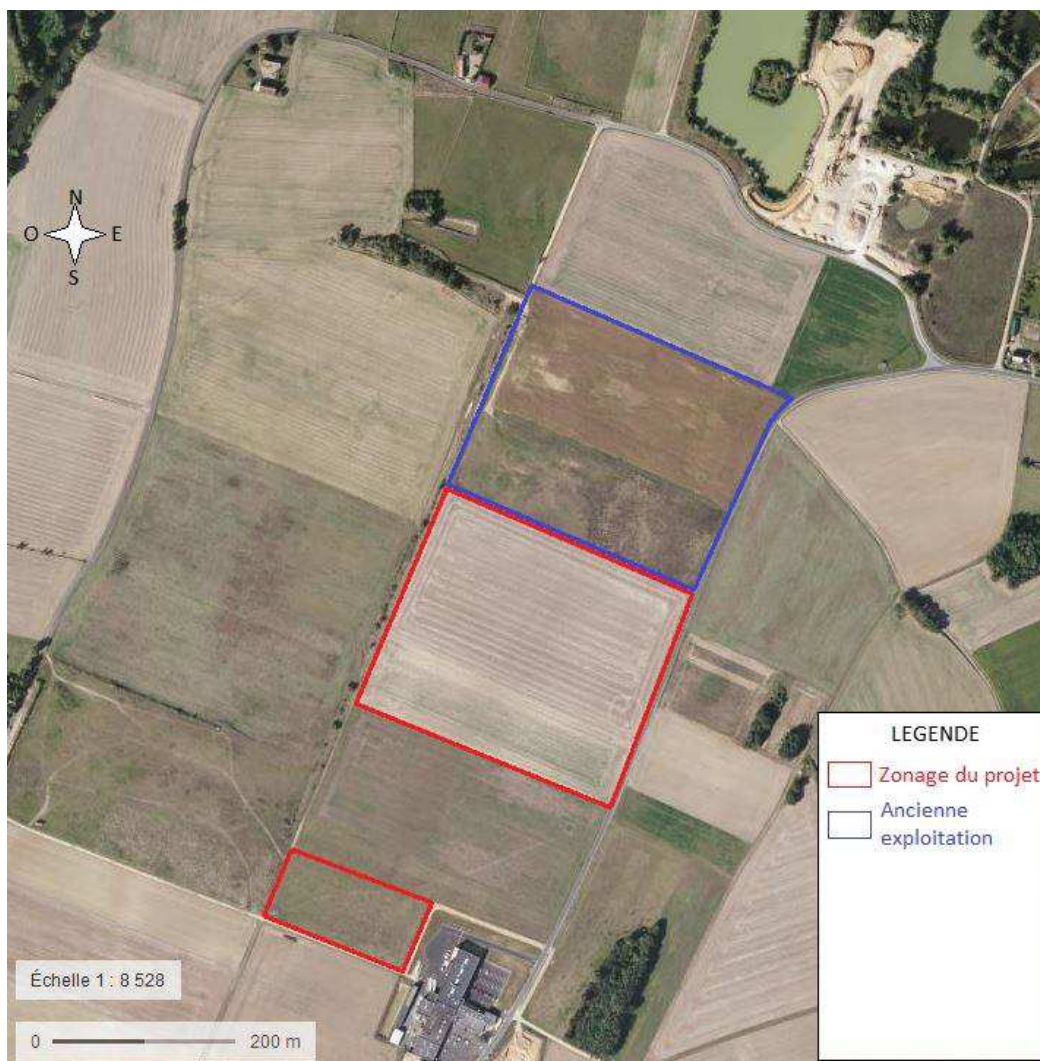 N
O E
S
LEGENDE
Zonage du projet
Ancienne
exploitation
Échelle 1 : 8 528
0 200 m